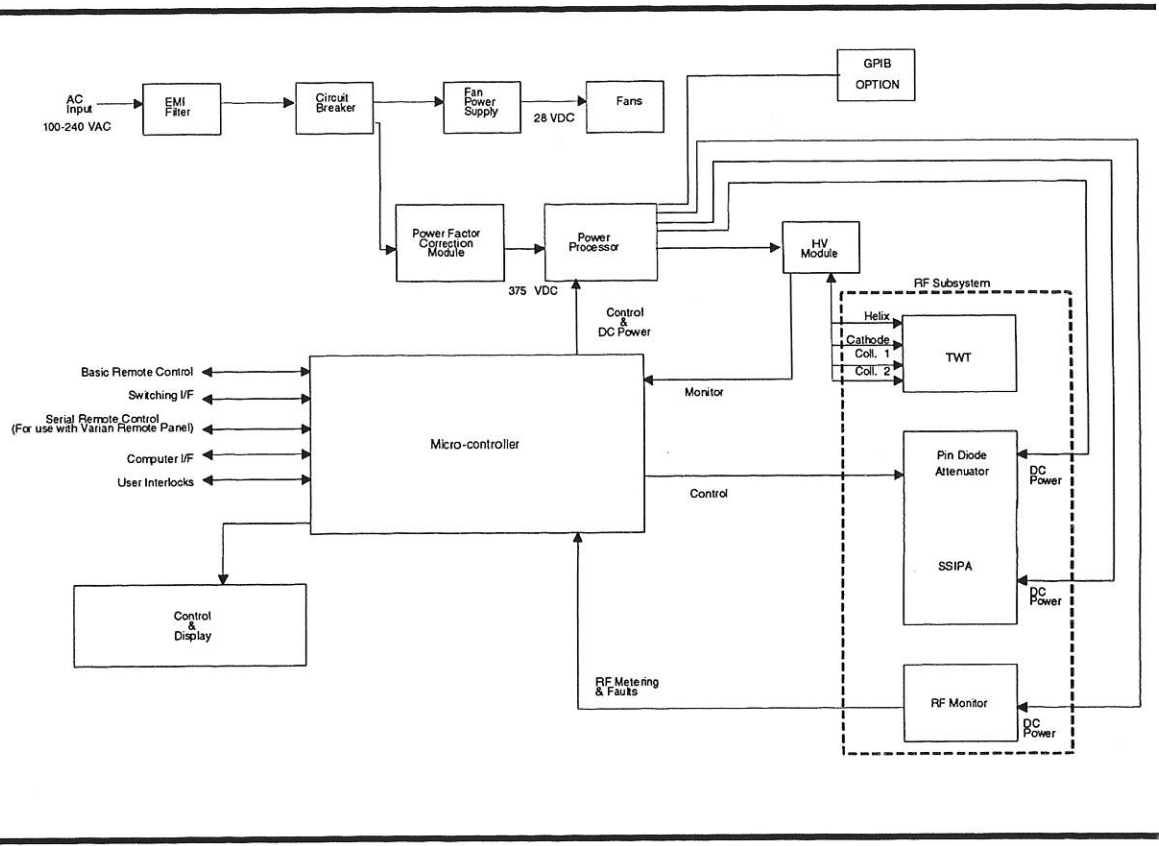 GPIB
OPTION
AC
Input
100-240 VAC
EMI
Filter
Circuit
Breaker
Fan
Power
Supply
28 VDC
Fans
Power Factor
Correction
Module
375 VDC
Power
Processor
HV
Module
RF Subsystem
Control
&
DC Power
Helix
Cathode
Coll. 1
Coll. 2
TWT
Basic Remote Control
Switching I/F
Serial Remote Control
(For use with Varian Remote Panel)
Computer I/F
User Interlocks
Micro-controller
Monitor
Control
Pin Diode
Attenuator
DC
Power
SSIPA
DC
Power
Control
&
Display
RF Metering
& Faults
RF Monitor
DC
Power